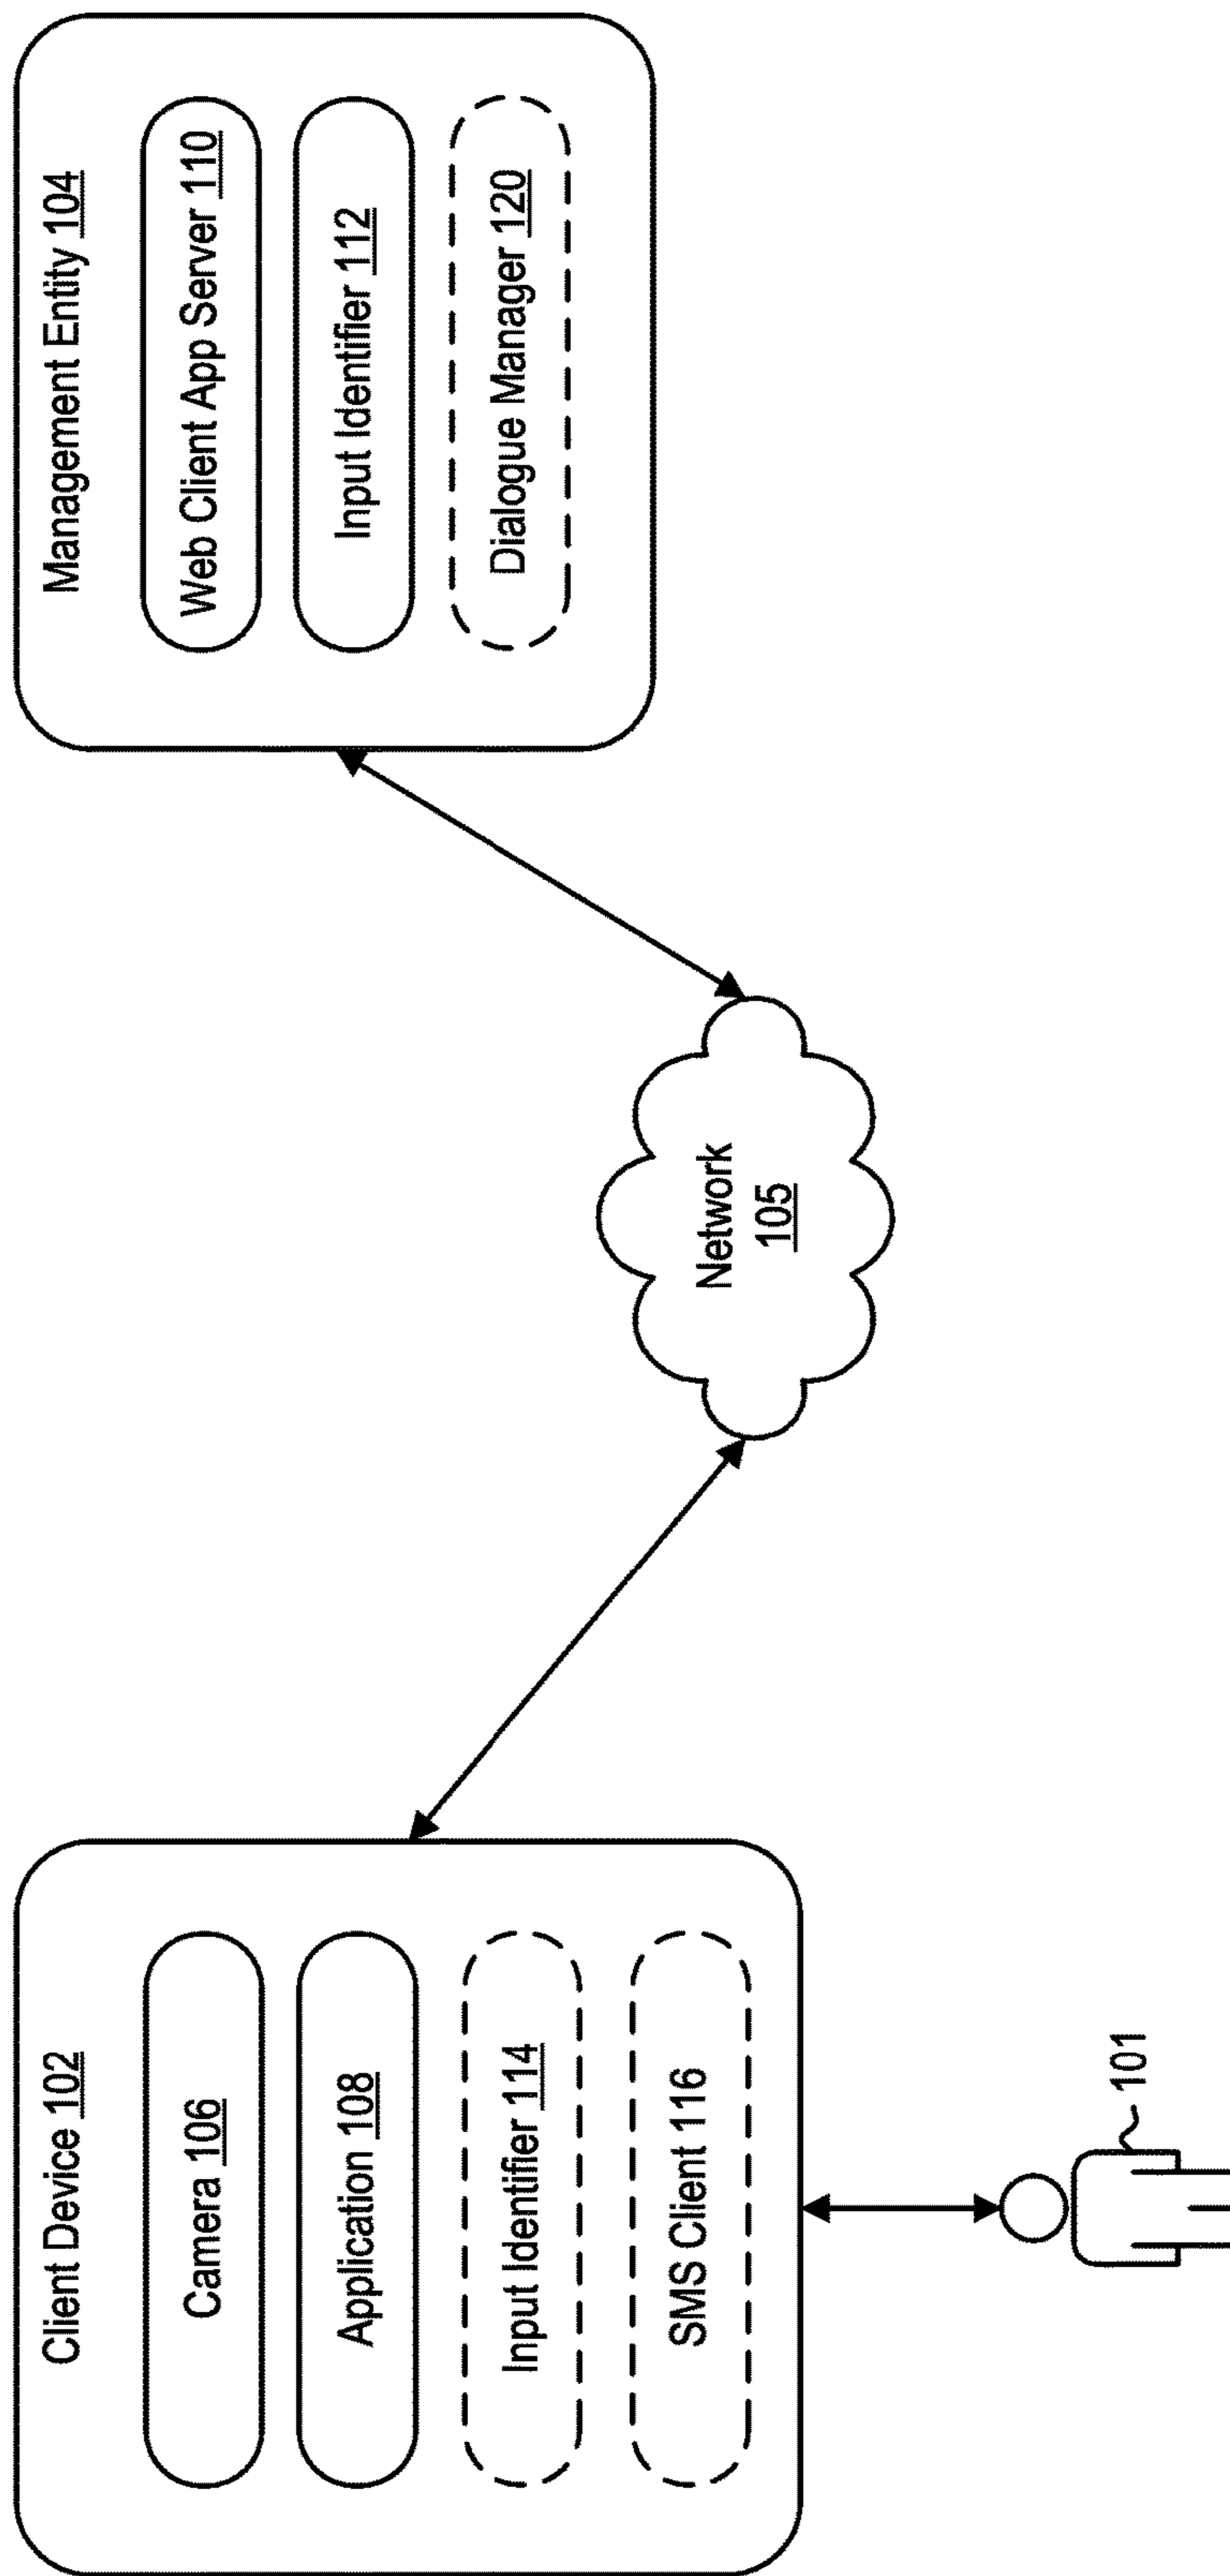 Client Device 102
Camera 106
Application 108
Input Identifier 114
SMS Client 116
101
Network
105
Management Entity 104
Web Client App Server 110
Input Identifier 112
Dialogue Manager 120